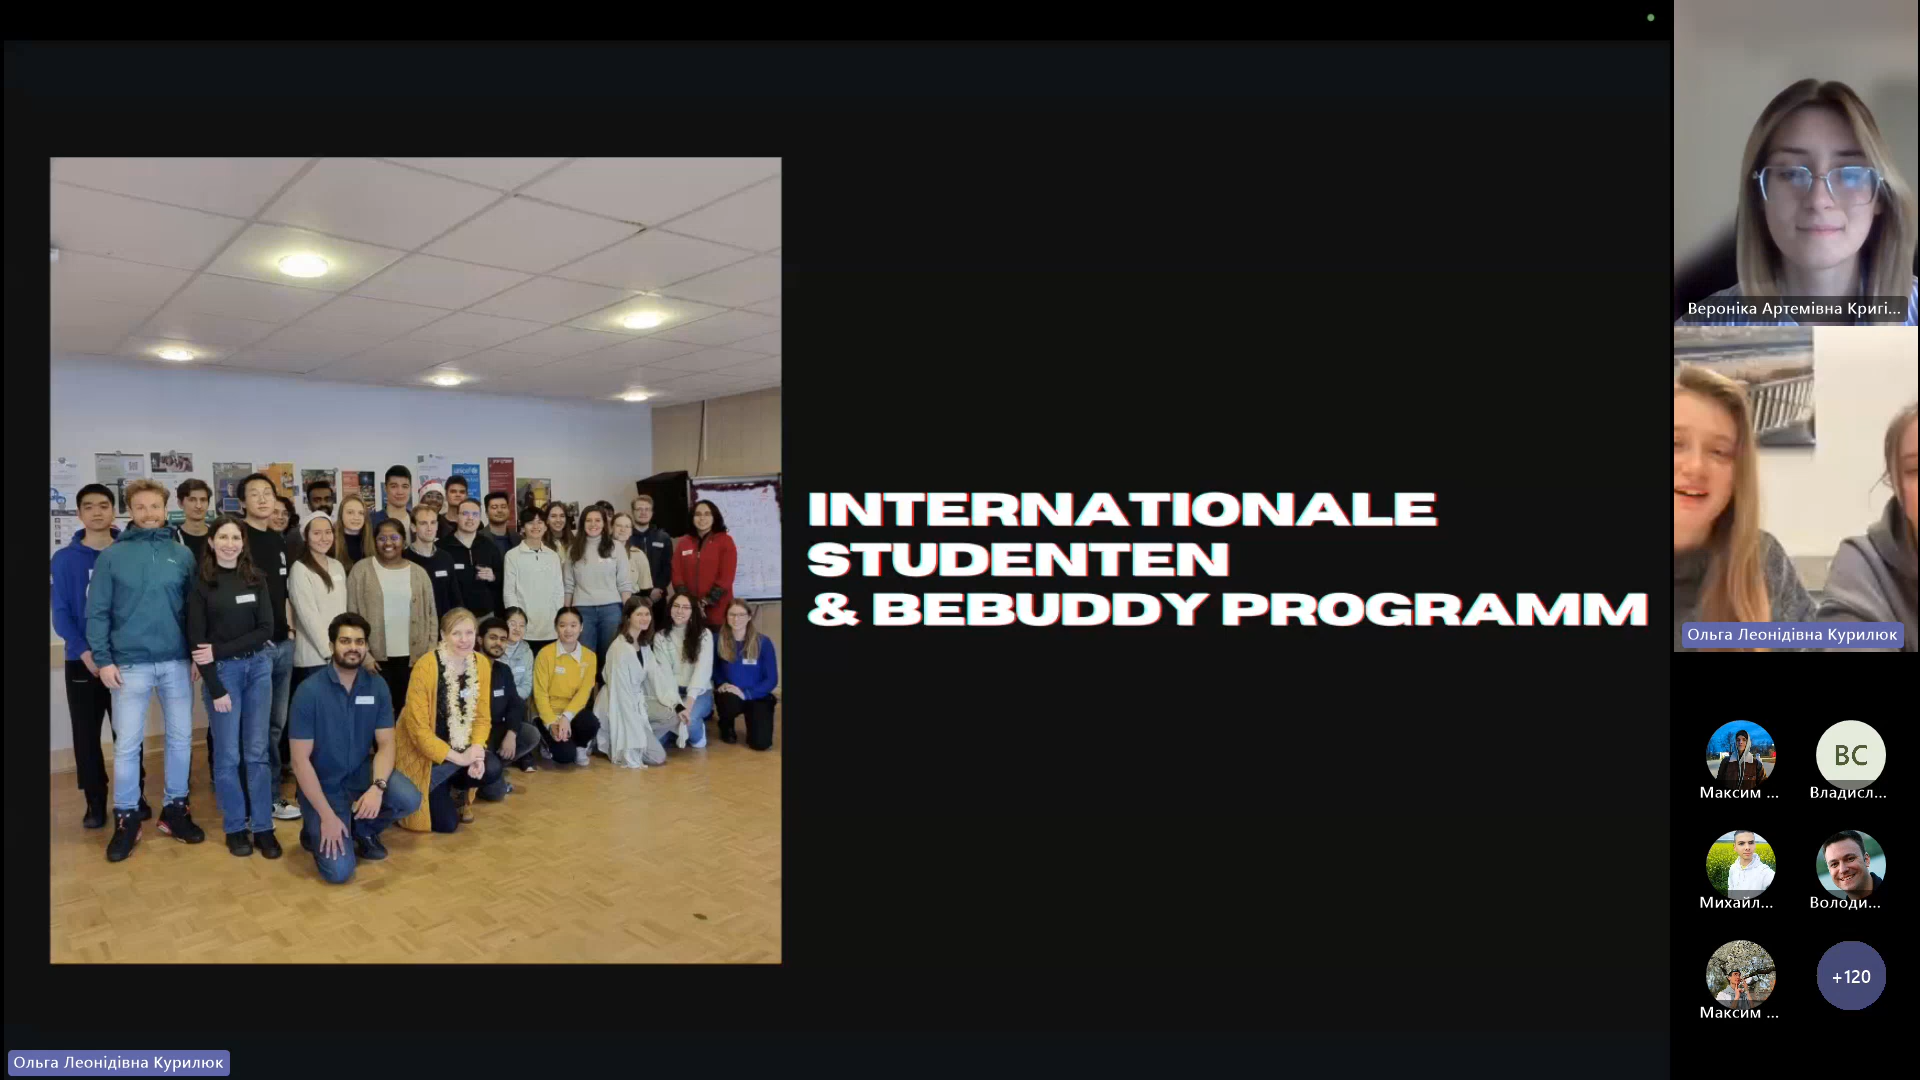 INTERNATIONALE
STUDENTEN
& BEBUDDY PROGRAMM
unicef
Вероніка Артемівна Кригі...
Ольга Леонідівна Курилюк
ВС
Максим ...
Владисл...
Михайл...
Володи...
+120
Максим ...
Ольга Леонідівна Курилюк